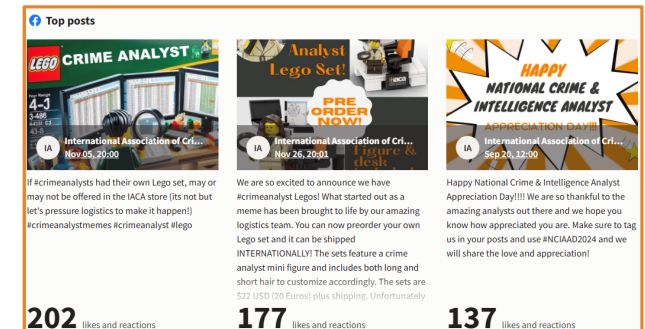 Top posts
LEGO CRIME ANALYST
4-3
3-486
IA
International Association of Cri...
Nov 05, 20:00
If #crimeanalysts had their own Lego set, may or
may not be offered in the IACA store (its not but
let's pressure logistics to make it happen!)
#crimeanalystmemes #crimeanalyst #lego
202 likes and reactions
Analyst
Lego Set!
iaca
PRE
ORDER
NOW!
IA
International Association of Cri...
Nov 26, 20:01
figure &
desk
We are so excited to announce we have
#crimeanalyst Legos! What started out as a
meme has been brought to life by our amazing
logistics team. You can now preorder your own
Lego set and it can be shipped
INTERNATIONALLY! The sets feature a crime
analyst mini figure and includes both long and
short hair to customize accordingly. The sets are
$22 USD (20 Euros) plus shipping. Unfortunately
177 likes and reactions
HAPPY
NATIONAL CRIME &
INTELLIGENCE ANALYST
APPRECIATION DAY!!!
IA
International Association of Cri...
Sep 20, 12:00
Happy National Crime & Intelligence Analyst
Appreciation Day!!!! We are so thankful to the
amazing analysts out there and we hope you
know how appreciated you are. Make sure to tag
us in your posts and use #NCIAAD2024 and we
will share the love and appreciation!
137 likes and reactions